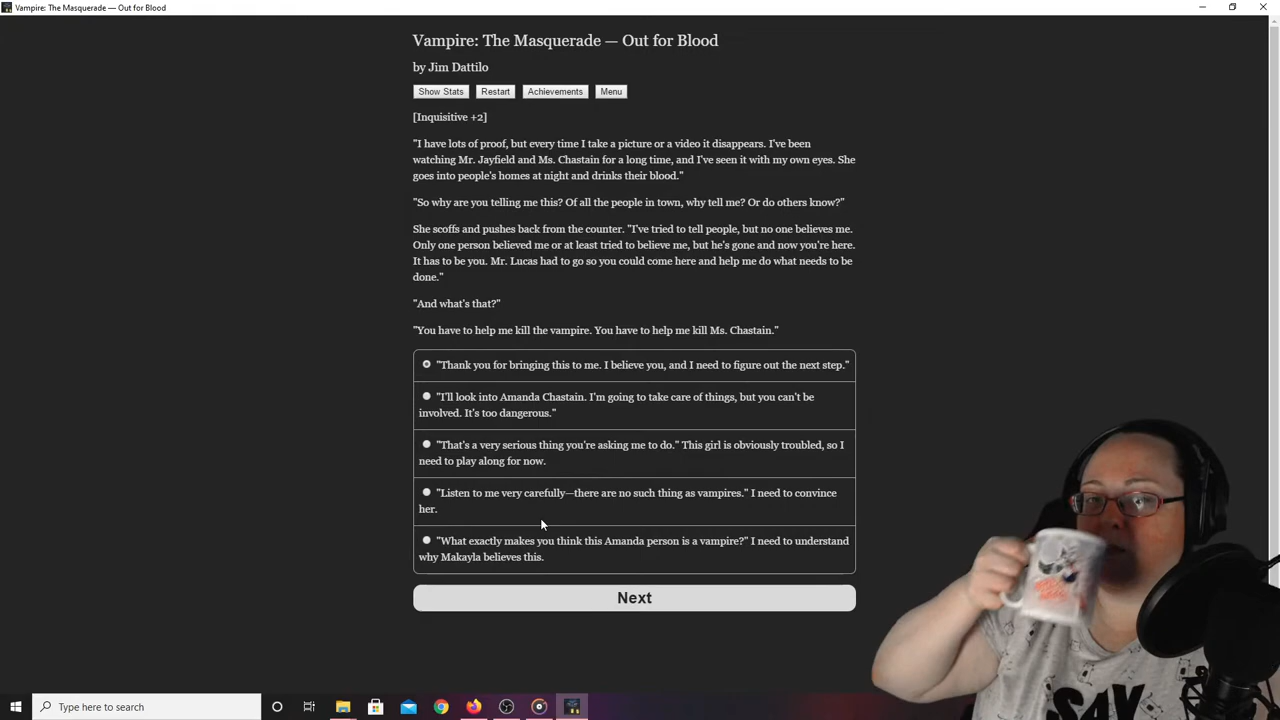 Vampire: The Masquerade — Out for Blood
Vampire: The Masquerade — Out for Blood
by Jim Dattilo
Show Stats Restart Achievements Menu
[Inquisitive +2]
"I have lots of proof, but every time I take a picture or a video it disappears. I've been
watching Mr. Jayfield and Ms. Chastain for a long time, and I've seen it with my own eyes. She
goes into people's homes at night and drinks their blood."
"So why are you telling me this? Of all the people in town, why tell me? Or do others know?"
She scoffs and pushes back from the counter. "I've tried to tell people, but no one believes me.
Only one person believed me or at least tried to believe me, but he's gone and now you're here.
It has to be you. Mr. Lucas had to go so you could come here and help me do what needs to be
done."
"And what's that?"
"You have to help me kill the vampire. You have to help me kill Ms. Chastain."
"Thank you for bringing this to me. I believe you, and I need to figure out the next step."
"I'll look into Amanda Chastain. I'm going to take care of things, but you can't be
involved. It's too dangerous."
"That's a very serious thing you're asking me to do." This girl is obviously troubled, so I
need to play along for now.
"Listen to me very carefully—there are no such thing as vampires." I need to convince
her.
"What exactly makes you think this Amanda person is a vampire?" I need to understand
why Makayla believes this.
Next
SAY
Type here to search